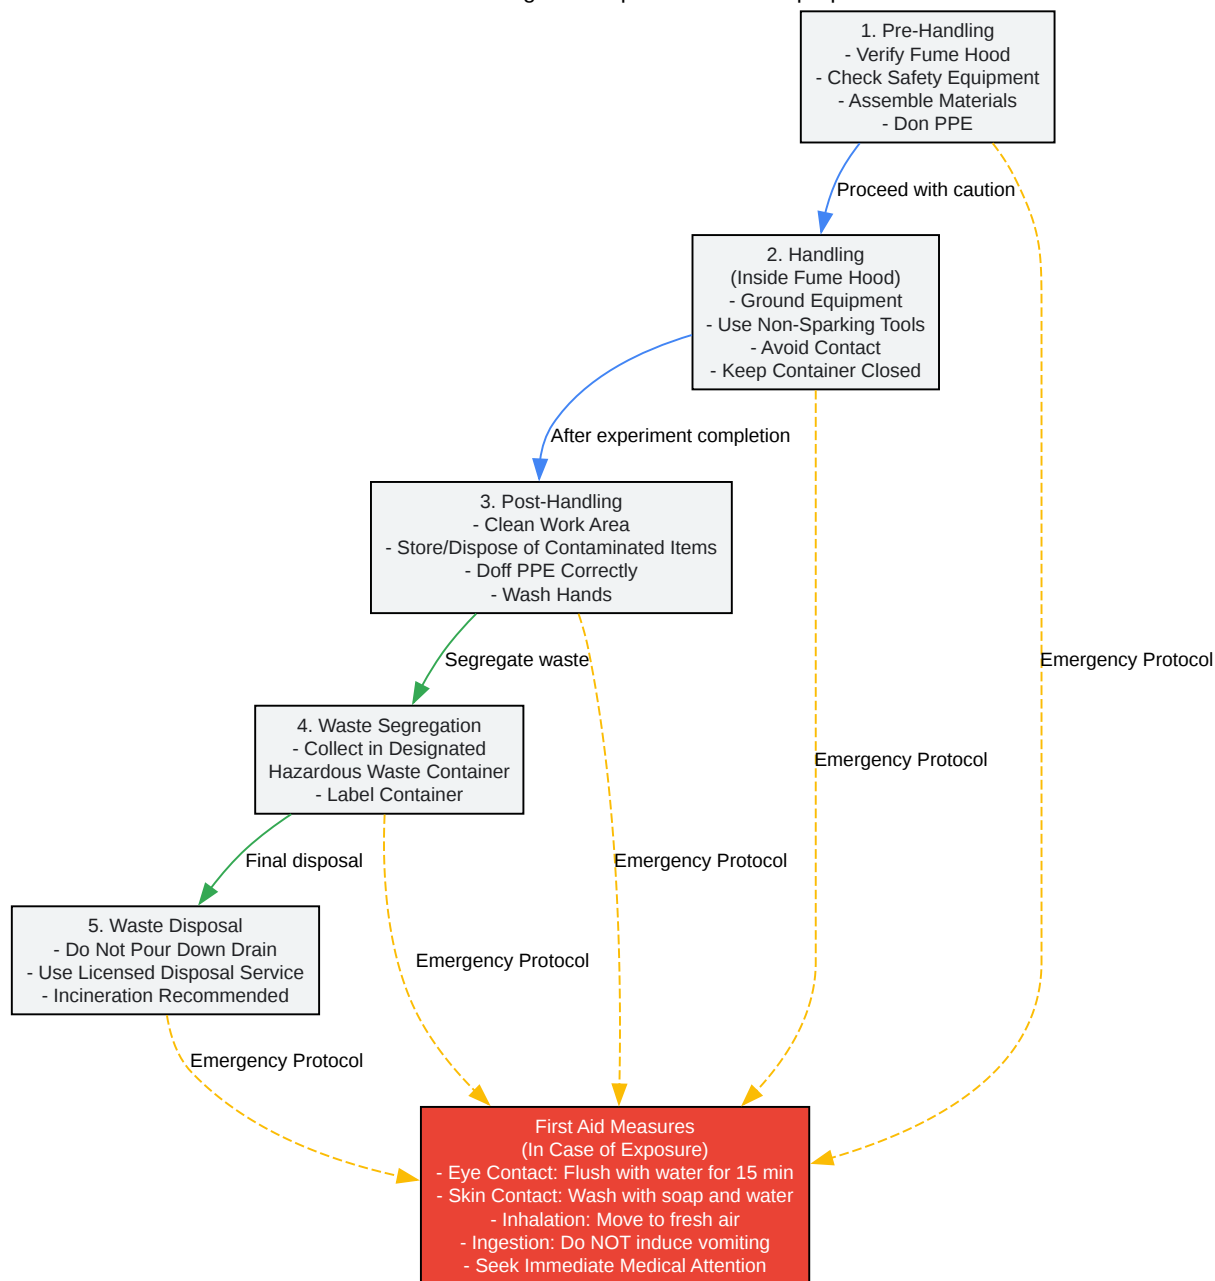 1. Pre-Handling
- Verify Fume Hood
- Check Safety Equipment
- Assemble Materials
- Don PPE
Proceed with caution
2. Handling
(Inside Fume Hood)
- Ground Equipment
- Use Non-Sparking Tools
- Avoid Contact
- Keep Container Closed
After experiment completion
3. Post-Handling
- Clean Work Area
- Store/Dispose of Contaminated Items
- Doff PPE Correctly
- Wash Hands
Segregate waste
Emergency Protocol
4. Waste Segregation
- Collect in Designated
Hazardous Waste Container
- Label Container
Emergency Protocol
Final disposal
Emergency Protocol
5. Waste Disposal
- Do Not Pour Down Drain
- Use Licensed Disposal Service
- Incineration Recommended
Emergency Protocol
Emergency Protocol
First Aid Measures
(In Case of Exposure)
- Eye Contact: Flush with water for 15 min
- Skin Contact: Wash with soap and water
- Inhalation: Move to fresh air
- Ingestion: Do NOT induce vomiting
- Seek Immediate Medical Attention